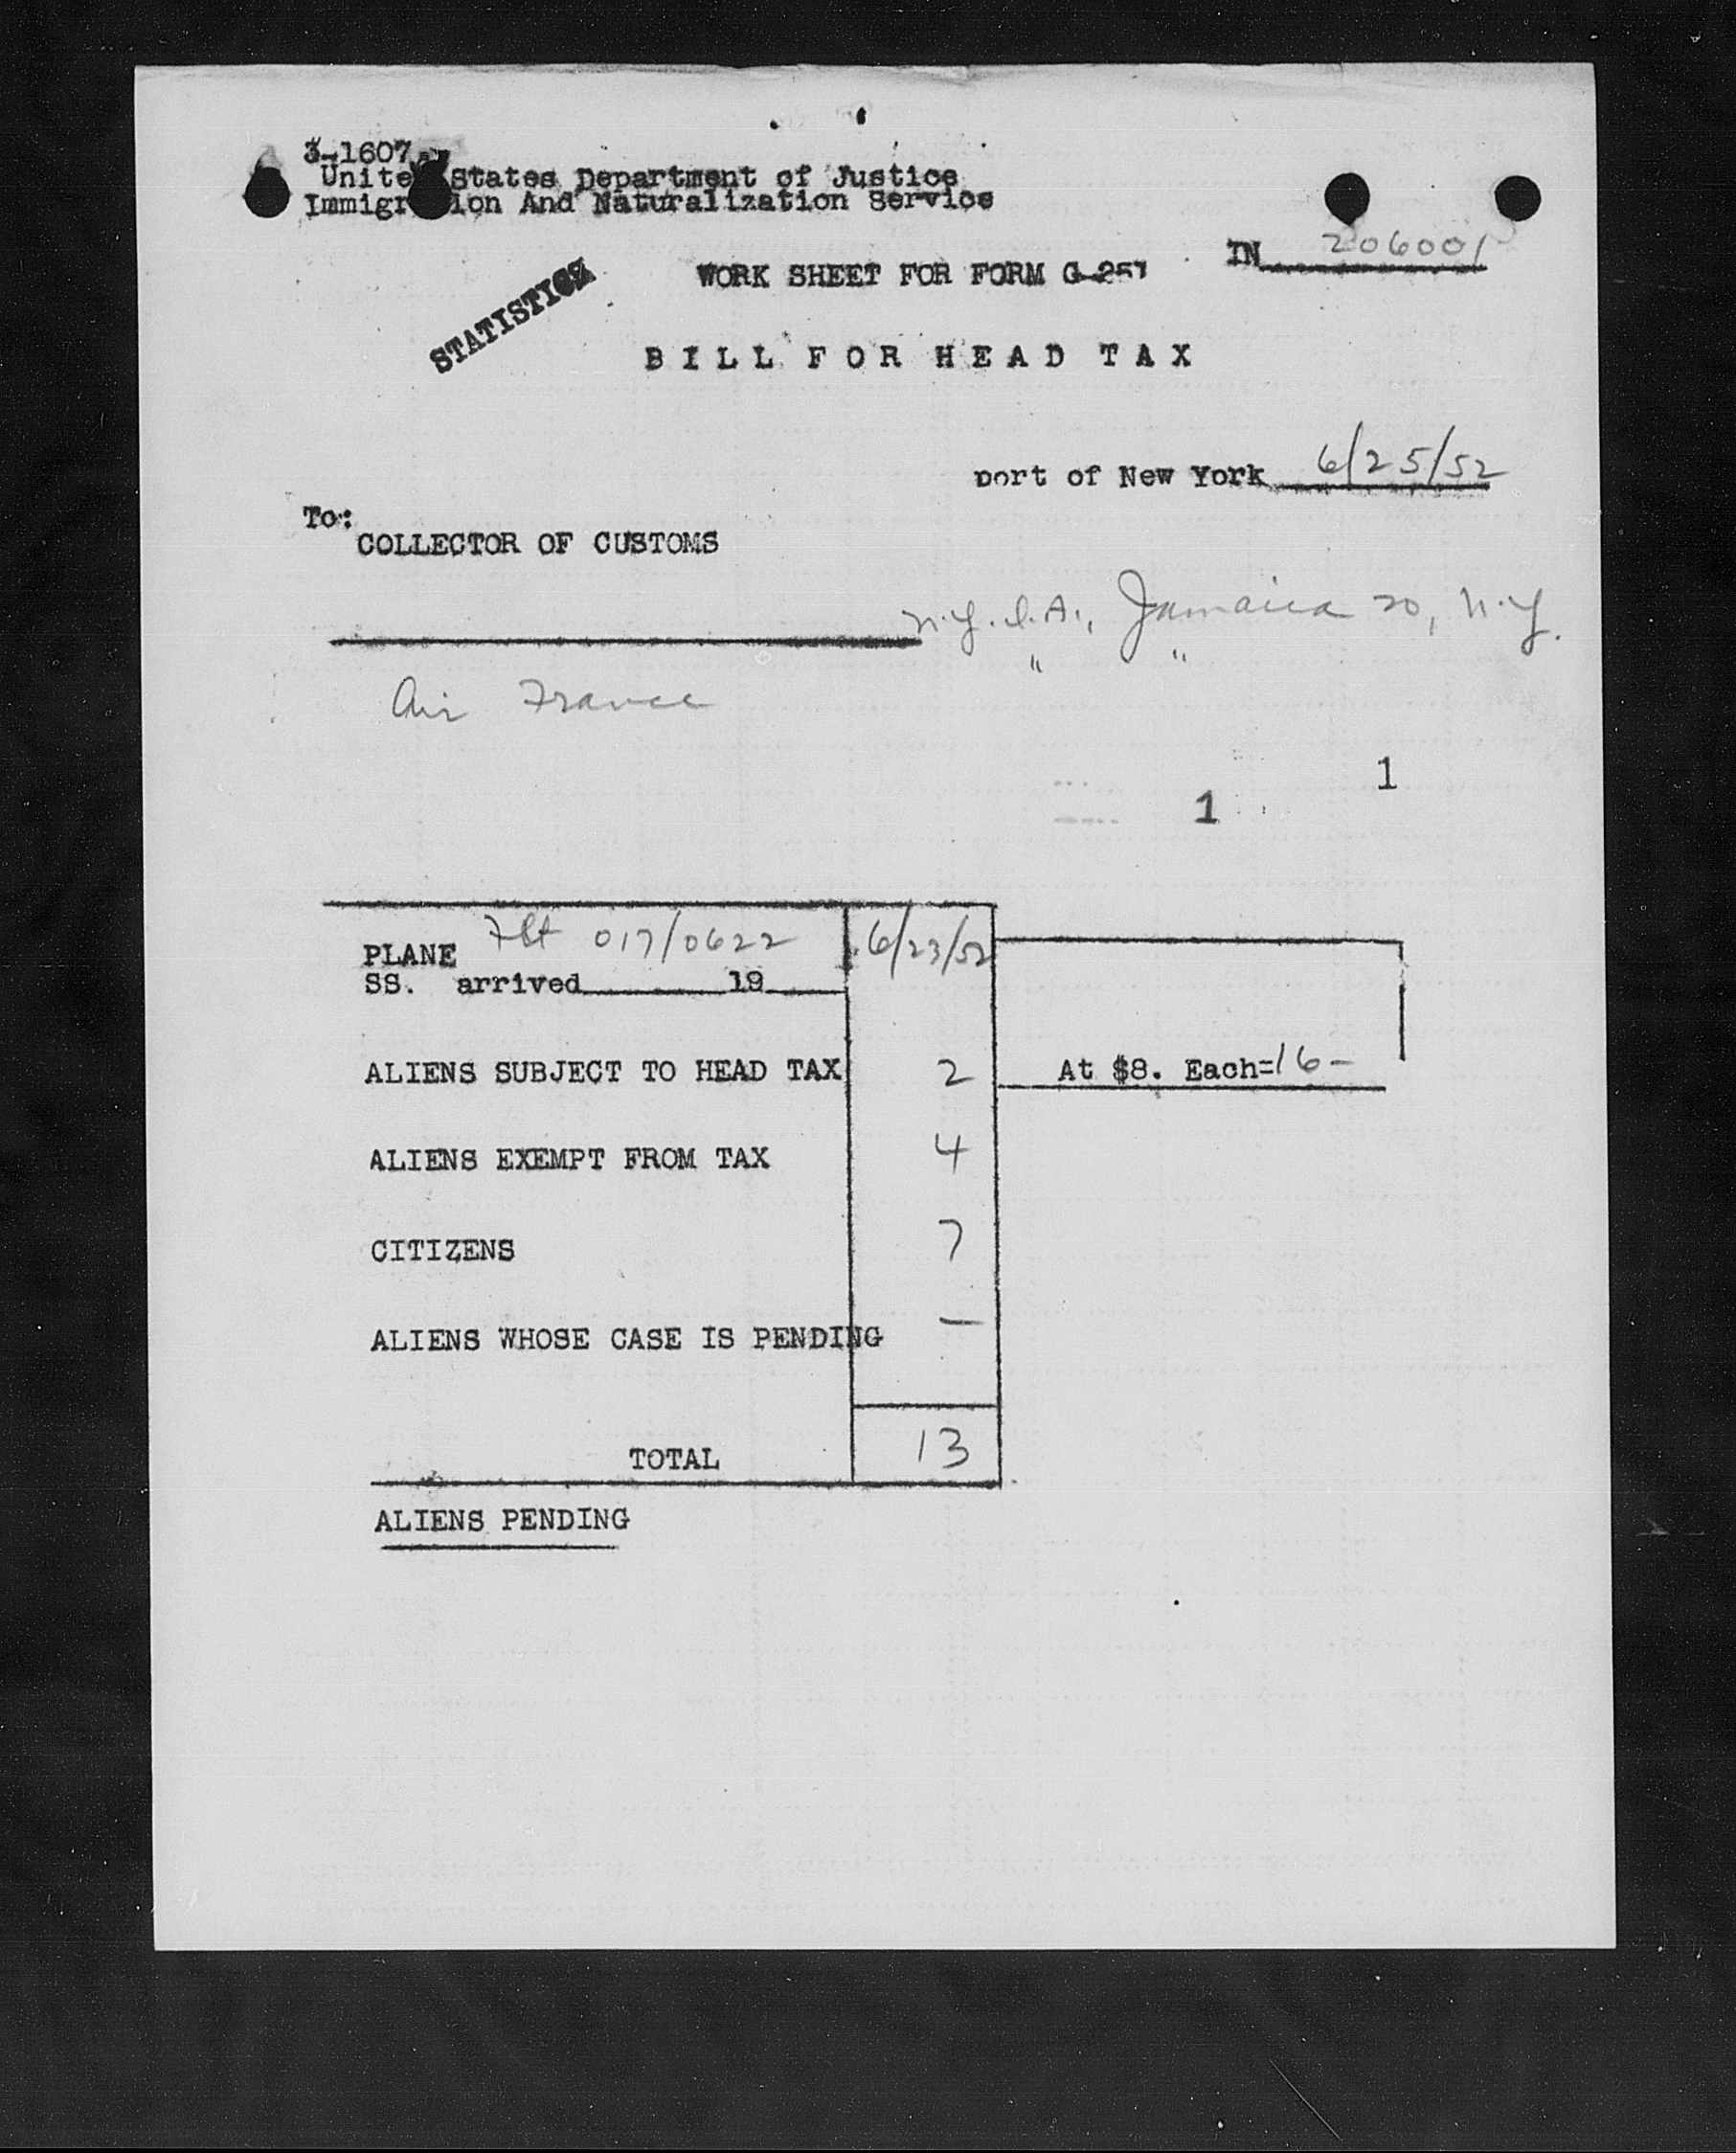 3-1607
United States Department of Justice
Immigration And Naturalization Service
IN 206001
WORK SHEET FOR FORM G-257
STATISTICS
BILL FOR HEAD TAX
port of New York 6/25/52
To:
COLLECTOR OF CUSTOMS
N.Y.I.A., Jamaica 20, N.Y.
" "
Air France
1
1
PLANE Flt 017/0622 6/23/52
SS. arrived 19
ALIENS SUBJECT TO HEAD TAX 2 At $8. Each=16-
ALIENS EXEMPT FROM TAX 4
CITIZENS 7
ALIENS WHOSE CASE IS PENDING —
TOTAL 13
ALIENS PENDING